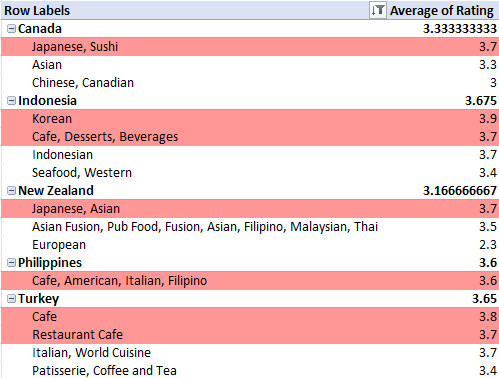 Row Labels Average of Rating
Canada 3.333333333
Japanese, Sushi 3.7
Asian 3.3
Chinese, Canadian 3
Indonesia 3.675
Korean 3.9
Cafe, Desserts, Beverages 3.7
Indonesian 3.7
Seafood, Western 3.4
New Zealand 3.166666667
Japanese, Asian 3.7
Asian Fusion, Pub Food, Fusion, Asian, Filipino, Malaysian, Thai 3.5
European 2.3
Philippines 3.6
Cafe, American, Italian, Filipino 3.6
Turkey 3.65
Cafe 3.8
Restaurant Cafe 3.7
Italian, World Cuisine 3.7
Patisserie, Coffee and Tea 3.4